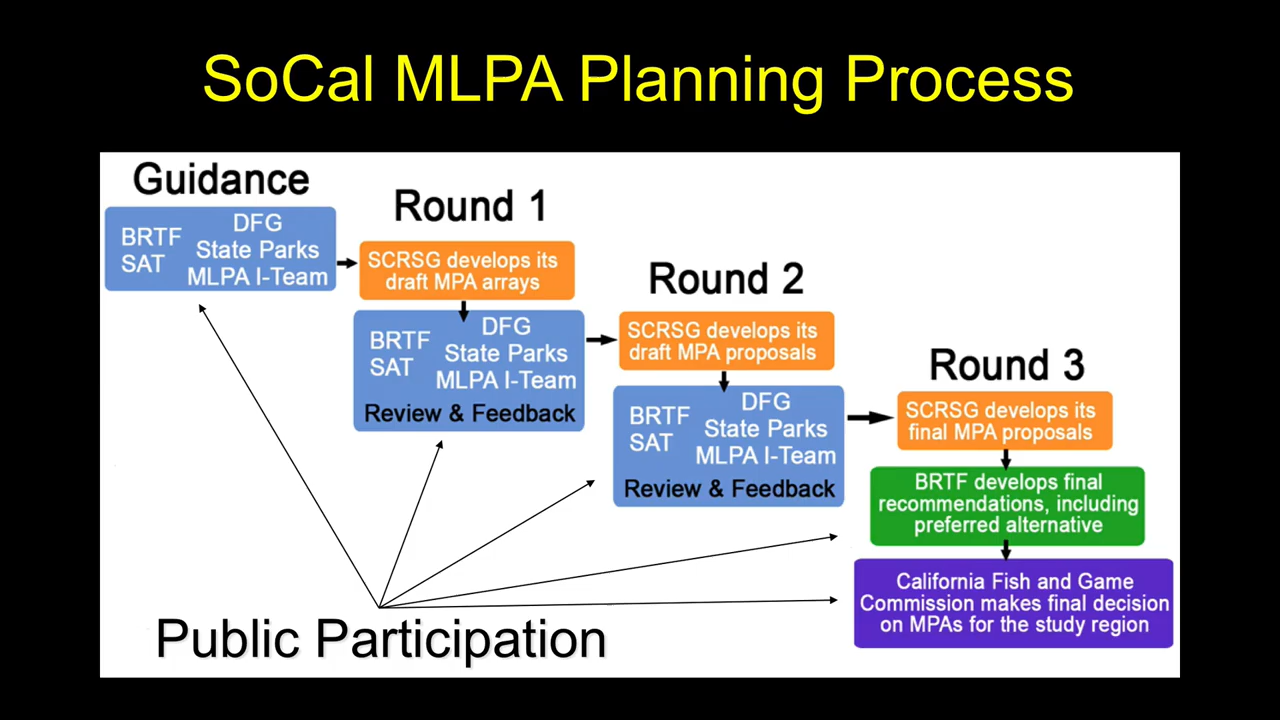 SoCal MLPA Planning Process
Guidance
BRTF
SAT
DFG
State Parks
MLPA I-Team
Round 1
SCRSG develops its
draft MPA arrays
BRTF
SAT
DFG
State Parks
MLPA I-Team
Review & Feedback
Round 2
SCRSG develops its
draft MPA proposals
BRTF
SAT
DFG
State Parks
MLPA I-Team
Review & Feedback
Round 3
SCRSG develops its
final MPA proposals
BRTF develops final
recommendations, including
preferred alternative
California Fish and Game
Commission makes final decision
on MPAs for the study region
Public Participation